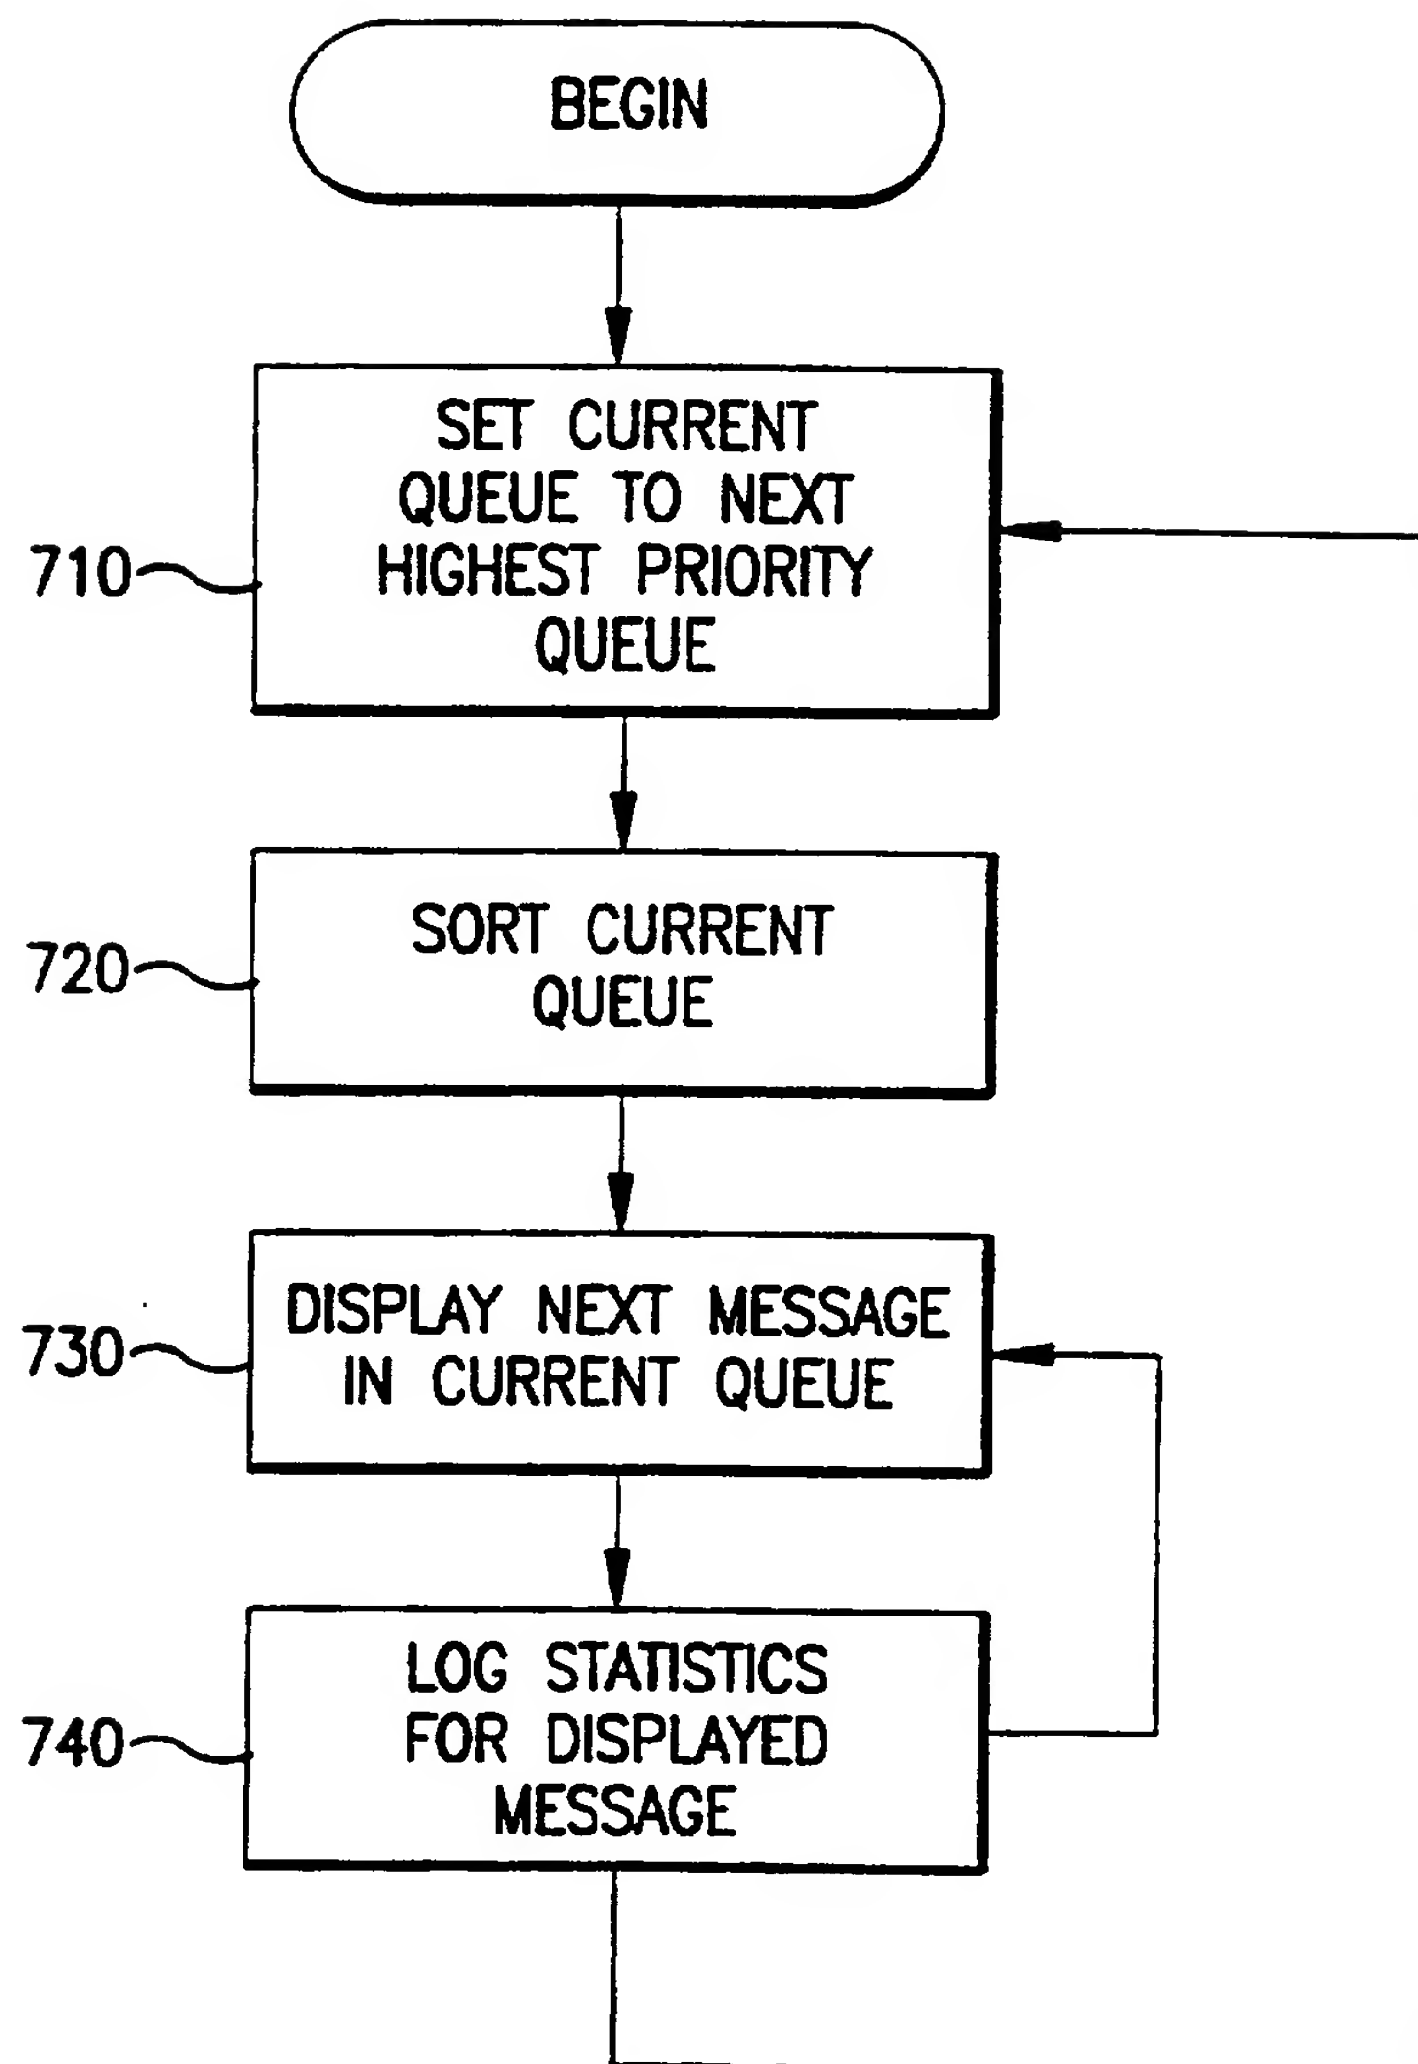 BEGIN
SET CURRENT
QUEUE TO NEXT
HIGHEST PRIORITY
QUEUE
710
SORT CURRENT
QUEUE
720
DISPLAY NEXT MESSAGE
IN CURRENT QUEUE
730
LOG STATISTICS
FOR DISPLAYED
MESSAGE
740